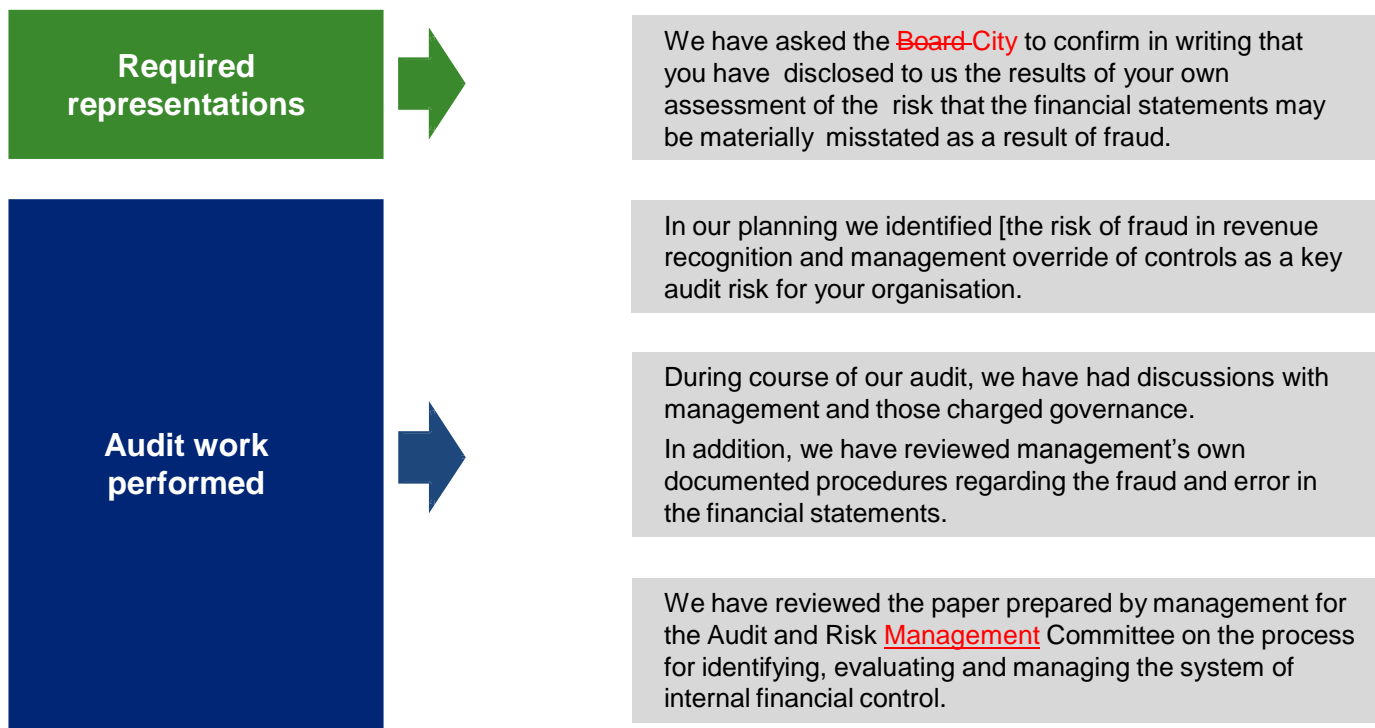 Required
representations
We have asked the Board City to confirm in writing that
you have disclosed to us the results of your own
assessment of the risk that the financial statements may
be materially misstated as a result of fraud.
Audit work
performed
In our planning we identified [the risk of fraud in revenue
recognition and management override of controls as a key
audit risk for your organisation.
During course of our audit, we have had discussions with
management and those charged governance.
In addition, we have reviewed management’s own
documented procedures regarding the fraud and error in
the financial statements.
We have reviewed the paper prepared by management for
the Audit and Risk Management Committee on the process
for identifying, evaluating and managing the system of
internal financial control.